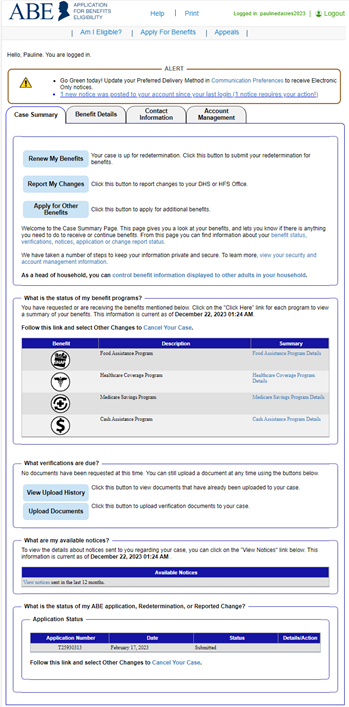 ABE APPLICATION
FOR BENEFITS
ELIGIBILITY
Help | Print
Logged in: paulinedacres2023 | Logout
| Am I Eligible? | Apply For Benefits | Appeals |
Hello, Pauline. You are logged in.
ALERT
Go Green today! Update your Preferred Delivery Method in Communication Preferences to receive Electronic
Only notices.
1 new notice was posted to your account since your last login (1 notice requires your action!)
Case Summary
Benefit Details
Contact
Information
Account
Management
Renew My Benefits
Your case is up for redetermination. Click this button to submit your redetermination for
benefits.
Report My Changes
Click this button to report changes to your DHS or HFS Office.
Apply for Other
Benefits
Click this button to apply for additional benefits.
Welcome to the Case Summary Page. This page gives you a look at your benefits, and lets you know if there is anything
you need to do to receive or continue benefits. From this page you can find information about your benefit status,
verifications, notices, application or change report status.
We have taken a number of steps to keep your information private and secure. To learn more, view your security and
account management information.
As a head of household, you can control benefit information displayed to other adults in your household.
What is the status of my benefit programs?
You have requested or are receiving the benefits mentioned below. Click on the "Click Here" link for each program to view
a summary of your benefits. This information is current as of December 22, 2023 01:24 AM.
Follow this link and select Other Changes to Cancel Your Case.
Benefit Description Summary
Food Assistance Program Food Assistance Program Details
Healthcare Coverage Program Healthcare Coverage Program
Details
Medicare Savings Program Medicare Savings Program Details
Cash Assistance Program Cash Assistance Program Details
What verifications are due?
No documents have been requested at this time. You can still upload a document at any time using the buttons below.
View Upload History
Click this button to view documents that have already been uploaded to your case.
Upload Documents
Click this button to upload verification documents to your case.
What are my available notices?
To view the details about notices sent to you regarding your case, you can click on the "View Notices" link below. This
information is current as of December 22, 2023 01:24 AM .
Available Notices
View notices sent in the last 12 months.
What is the status of my ABE application, Redetermination, or Reported Change?
Application Status
Application Number Date Status Details/Action
T25930313 February 17, 2023 Submitted
Follow this link and select Other Changes to Cancel Your Case.